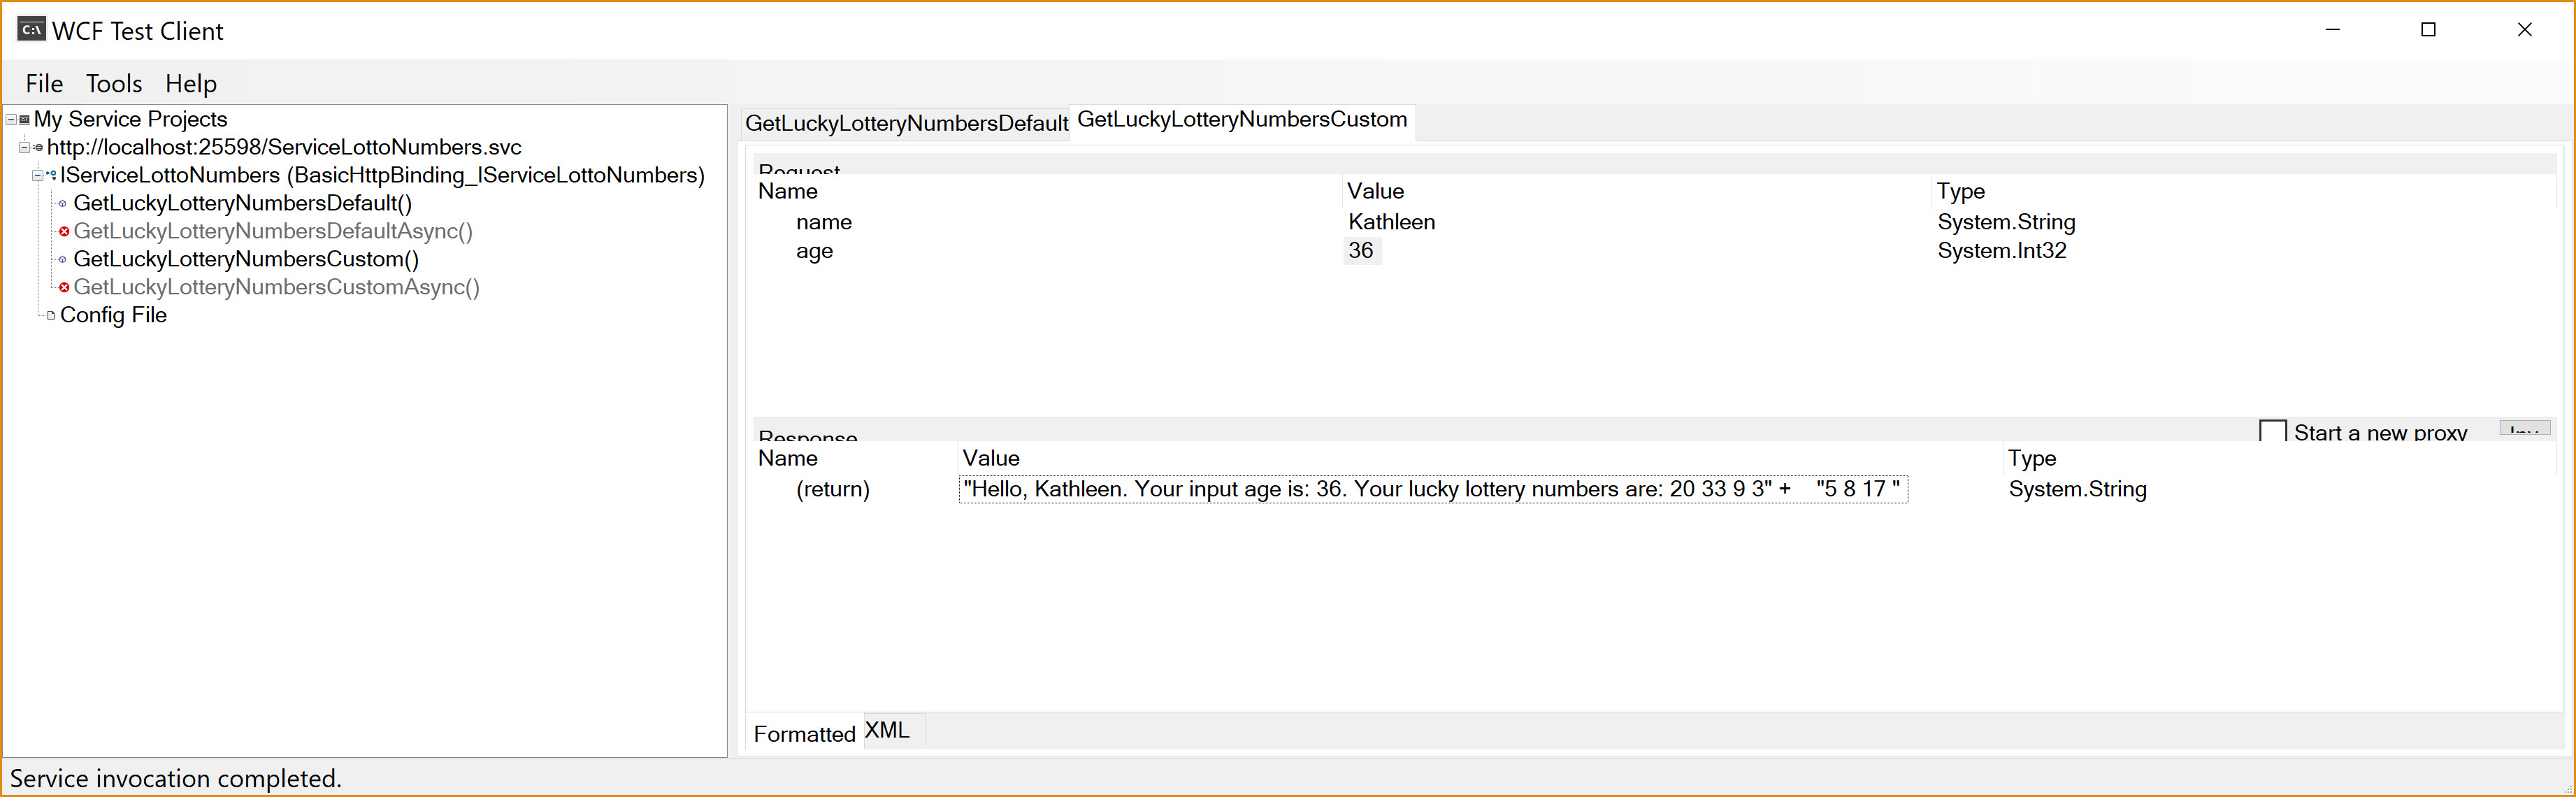 WCF Test Client
File Tools Help
My Service Projects
http://localhost:25598/ServiceLottoNumbers.svc
IServiceLottoNumbers (BasicHttpBinding_IServiceLottoNumbers)
GetLuckyLotteryNumbersDefault()
GetLuckyLotteryNumbersDefaultAsync()
GetLuckyLotteryNumbersCustom()
GetLuckyLotteryNumbersCustomAsync()
Config File
GetLuckyLotteryNumbersDefault GetLuckyLotteryNumbersCustom
Request
Name Value Type
name Kathleen System.String
age 36 System.Int32
Response Start a new proxy
Name Value Type
(return) "Hello, Kathleen. Your input age is: 36. Your lucky lottery numbers are: 20 33 9 3" + "5 8 17 " System.String
Formatted XML
Service invocation completed.